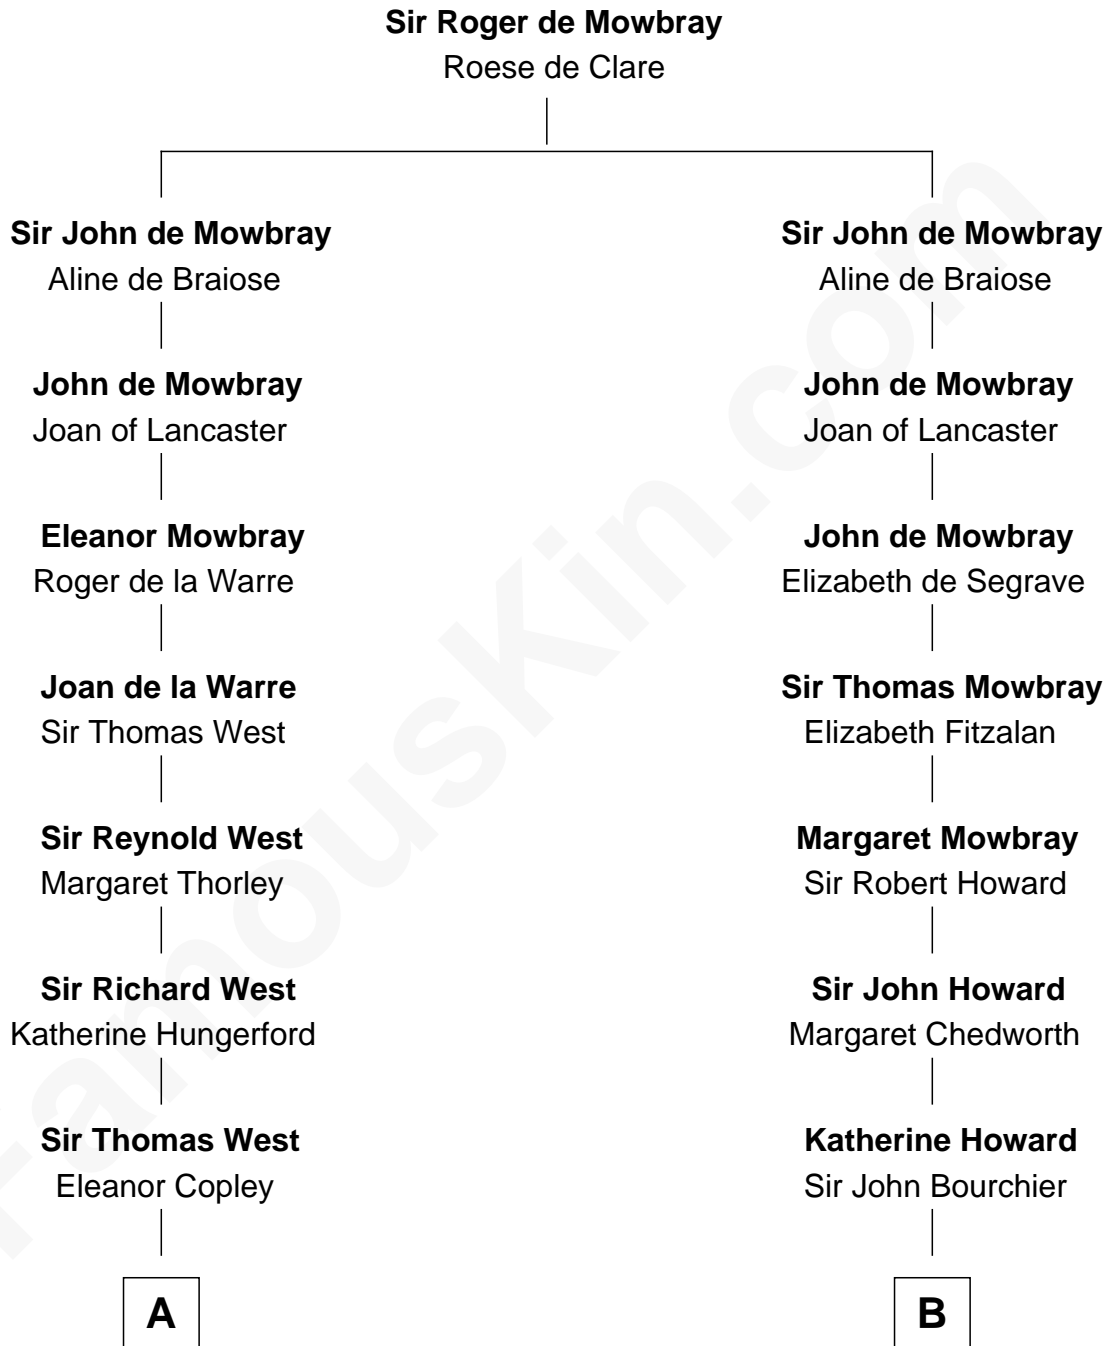 Sir Roger de Mowbray
Roese de Clare
Sir John de Mowbray
Aline de Braiose
John de Mowbray
Joan of Lancaster
Eleanor Mowbray
Roger de la Warre
Joan de la Warre
Sir Thomas West
Sir Reynold West
Margaret Thorley
Sir Richard West
Katherine Hungerford
Sir Thomas West
Eleanor Copley
A
Sir John de Mowbray
Aline de Braiose
John de Mowbray
Joan of Lancaster
John de Mowbray
Elizabeth de Segrave
Sir Thomas Mowbray
Elizabeth Fitzalan
Margaret Mowbray
Sir Robert Howard
Sir John Howard
Margaret Chedworth
Katherine Howard
Sir John Bourchier
B
FamousKin.com